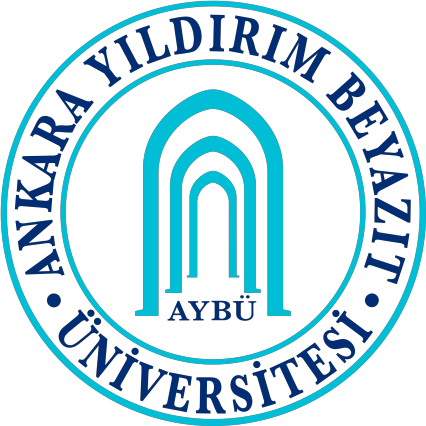 ANKARA YILDIRIM BEYAZIT
ÜNİVERSİTESİ
AYBÜ